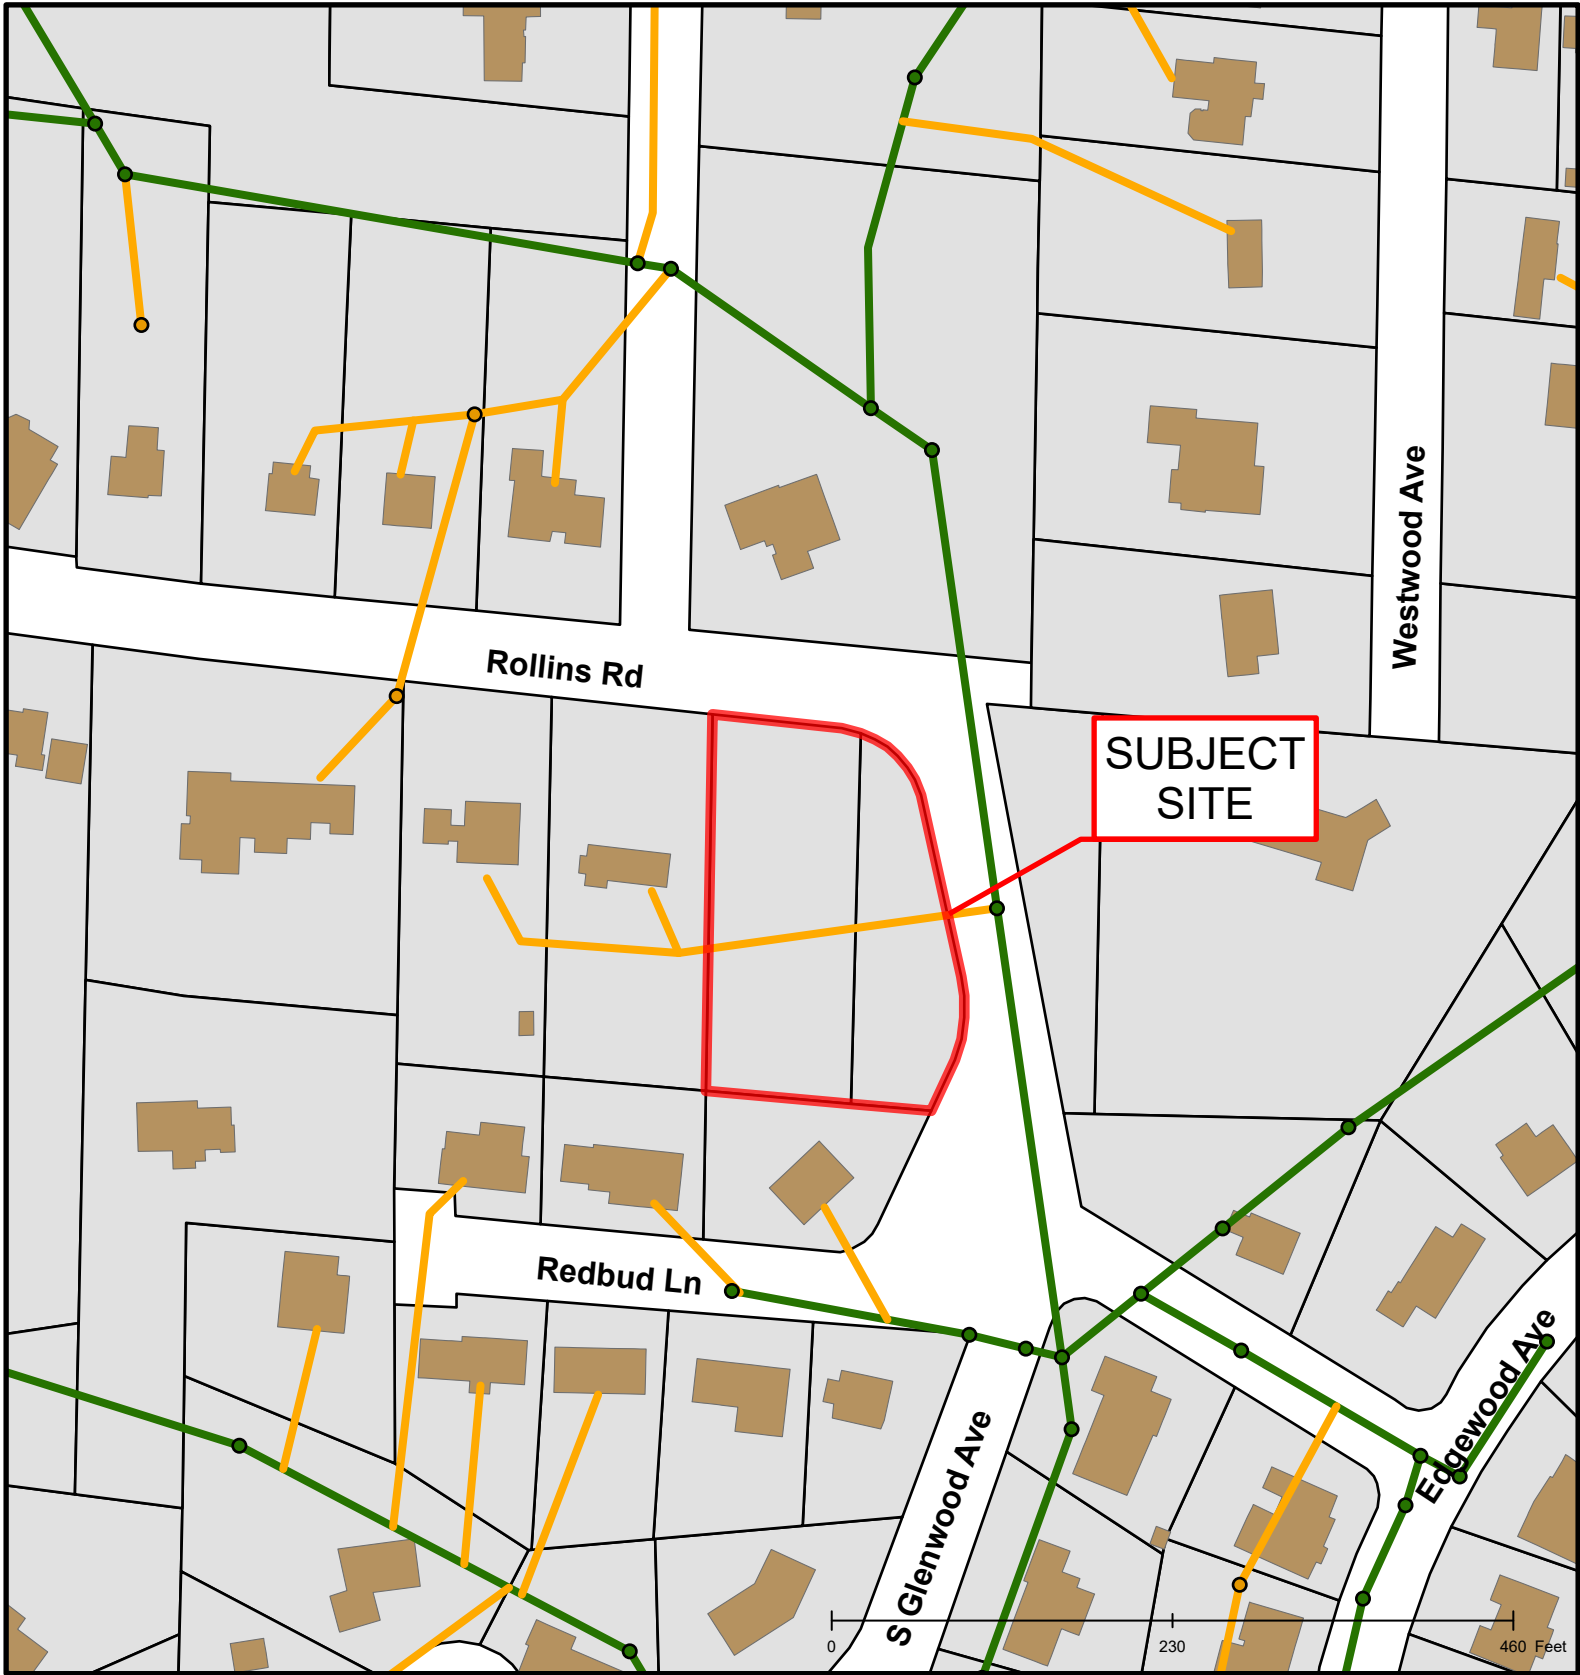 Westwood Ave
Rollins Rd
SUBJECT
SITE
Redbud Ln
Edgewood Ave
S Glenwood Ave
0 230 460 Feet